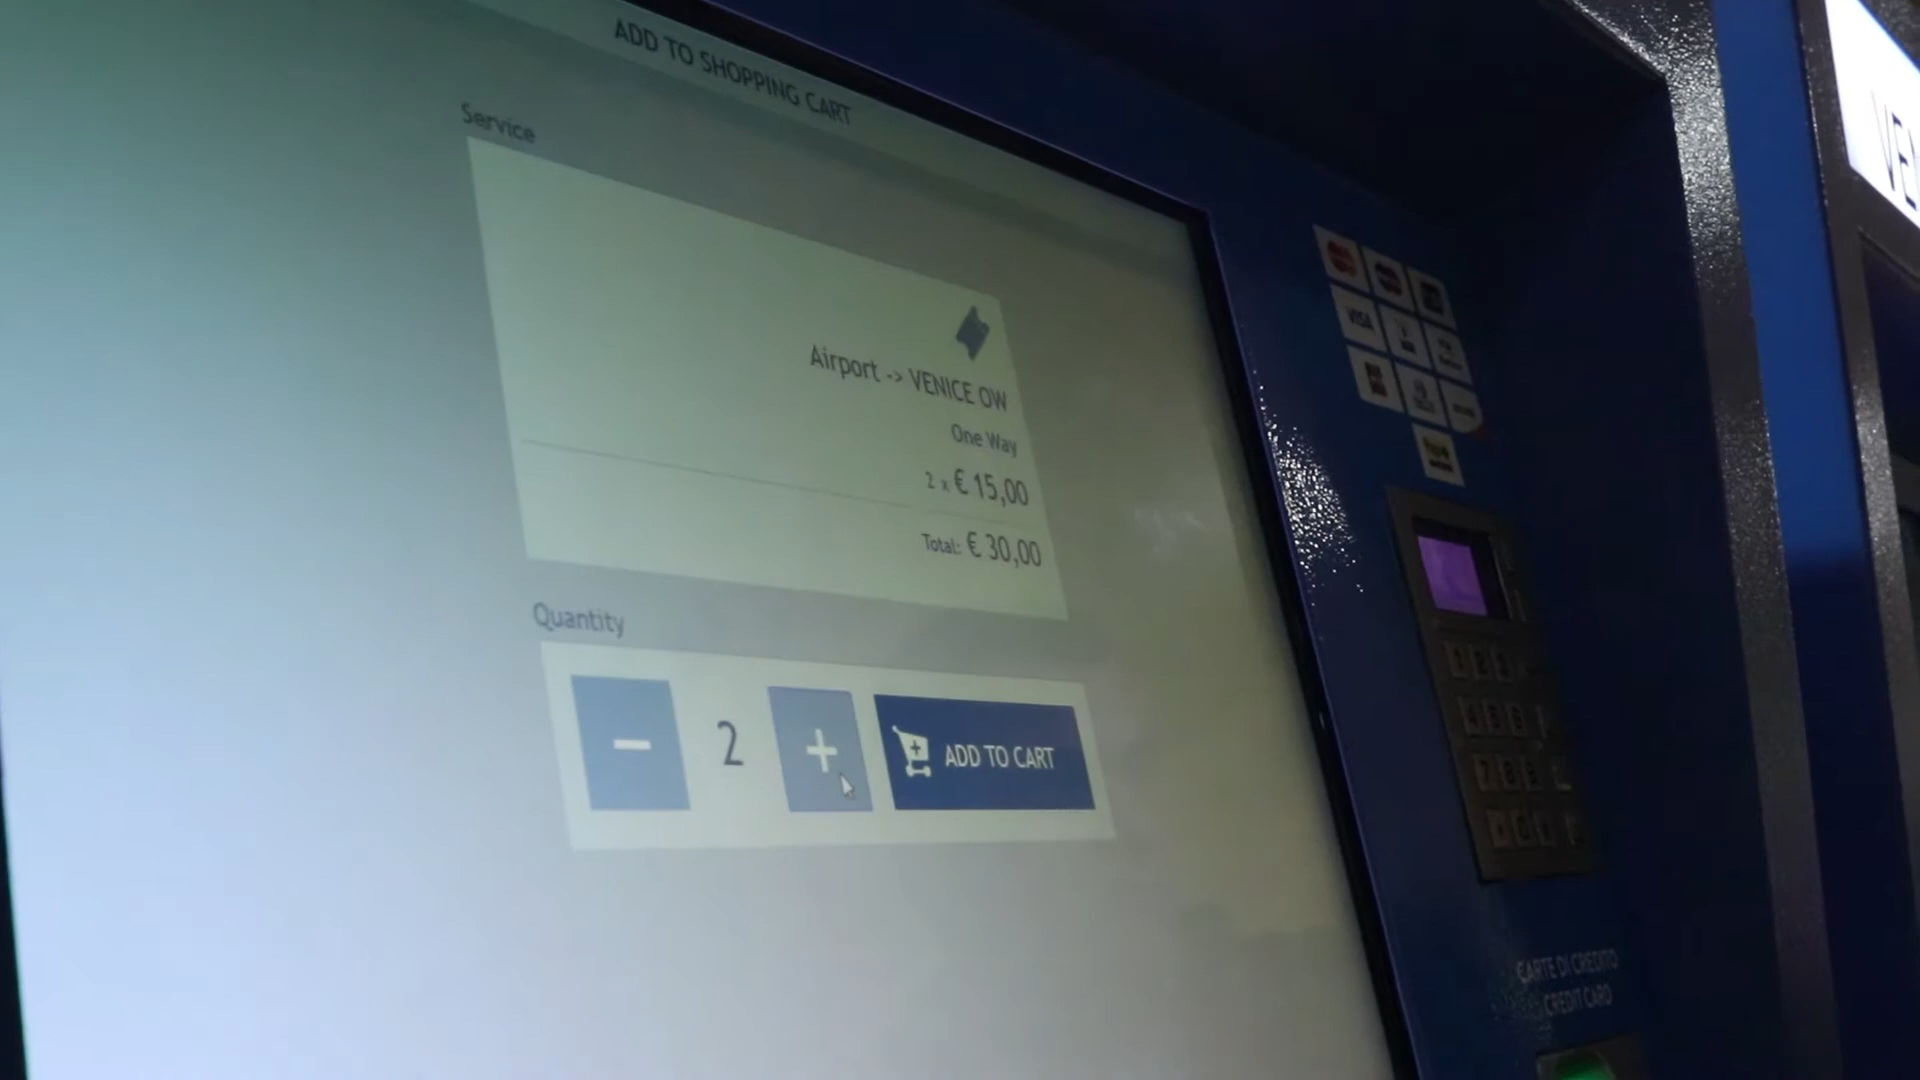 ADD TO SHOPPING CART
Service
Airport -> VENICE OW
One Way
2 x € 15,00
Total: € 30,00
Quantity
2
ADD TO CART
VISA
CARTE DI CREDITO
CREDIT CARD